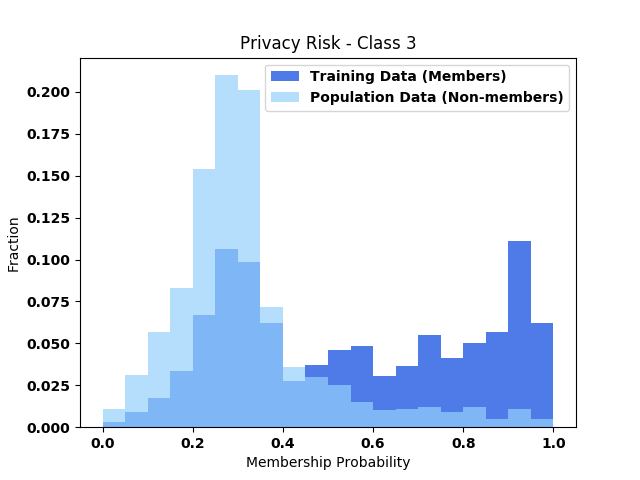 Privacy Risk - Class 3
Training Data (Members)
Population Data (Non-members)
Fraction
0.200
0.175
0.150
0.125
0.100
0.075
0.050
0.025
0.000
0.0 0.2 0.4 0.6 0.8 1.0
Membership Probability